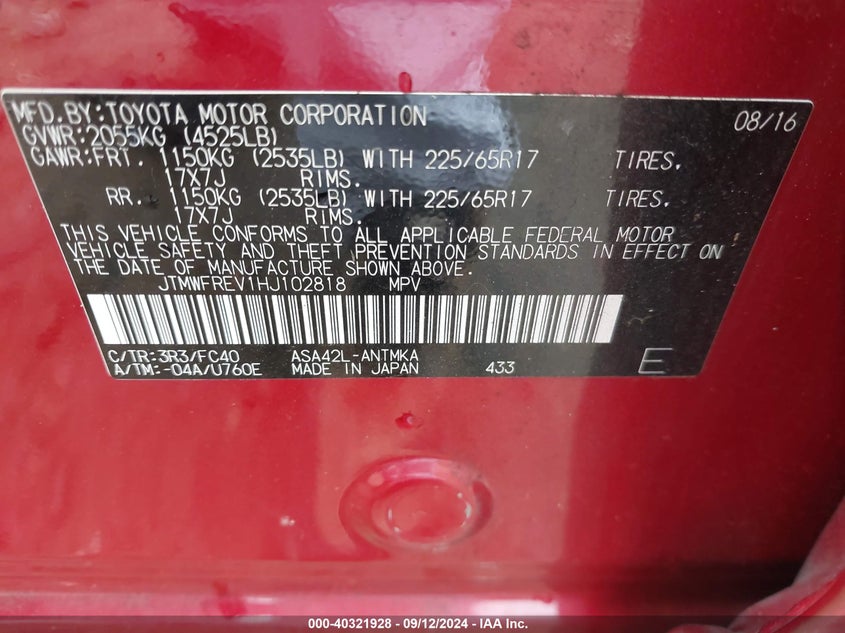 MFD.BY:TOYOTA MOTOR CORPORATION 08/16
GVWR:2055KG (4525LB)
GAWR:FRT. 1150KG (2535LB) WITH 225/65R17 TIRES,
17X7J RIMS.
RR. 1150KG (2535LB) WITH 225/65R17 TIRES,
17X7J RIMS.
THIS VEHICLE CONFORMS TO ALL APPLICABLE FEDERAL MOTOR
VEHICLE SAFETY AND THEFT PREVENTION STANDARDS IN EFFECT ON
THE DATE OF MANUFACTURE SHOWN ABOVE.
JTMWFREV1HJ102818 MPV
C/TR:3R3/FC40 ASA42L-ANTMKA
A/TM:-04A/U760E MADE IN JAPAN 433 E
000-40321928 - 09/12/2024 - IAA Inc.